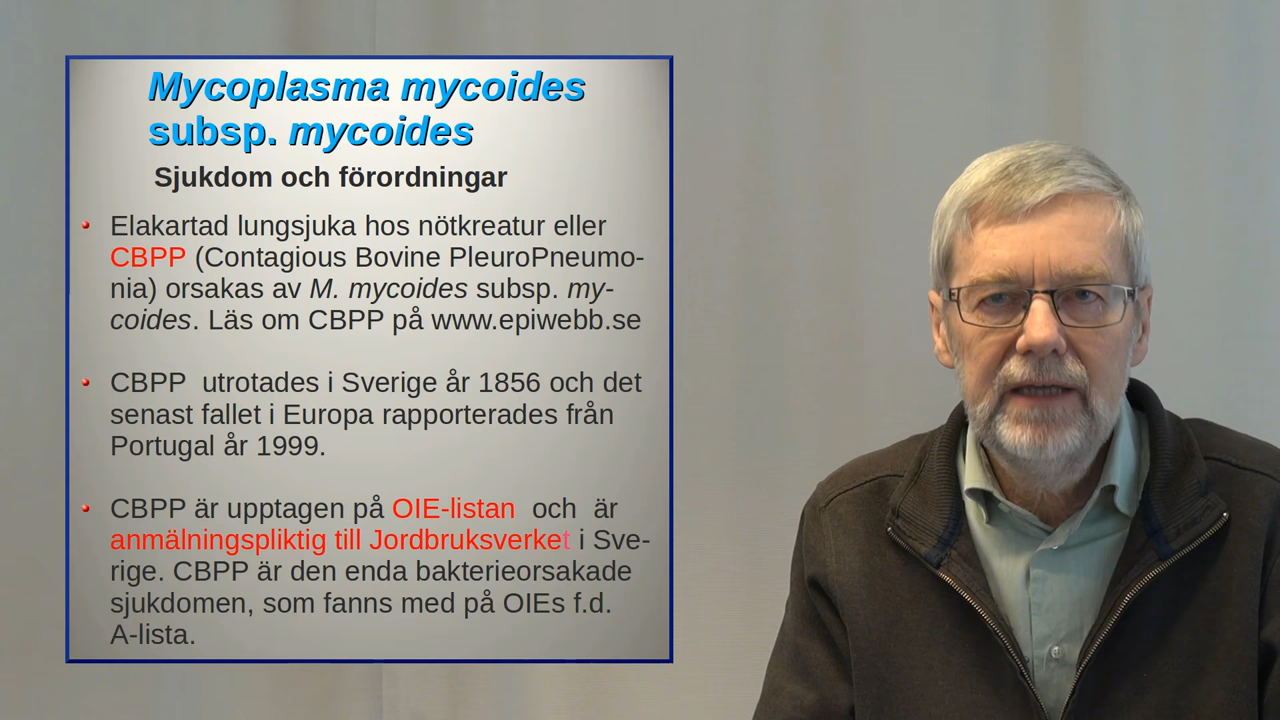 Mycoplasma mycoides
subsp. mycoides
Sjukdom och förordningar
Elakartad lungsjuka hos nötkreatur eller
CBPP (Contagious Bovine PleuroPneumo-
nia) orsakas av M. mycoides subsp. my-
coides. Läs om CBPP på www.epiwebb.se
CBPP utrotades i Sverige år 1856 och det
senast fallet i Europa rapporterades från
Portugal år 1999.
CBPP är upptagen på OIE-listan och är
anmälningspliktig till Jordbruksverket i Sve-
rige. CBPP är den enda bakterieorsakade
sjukdomen, som fanns med på OIEs f.d.
A-lista.